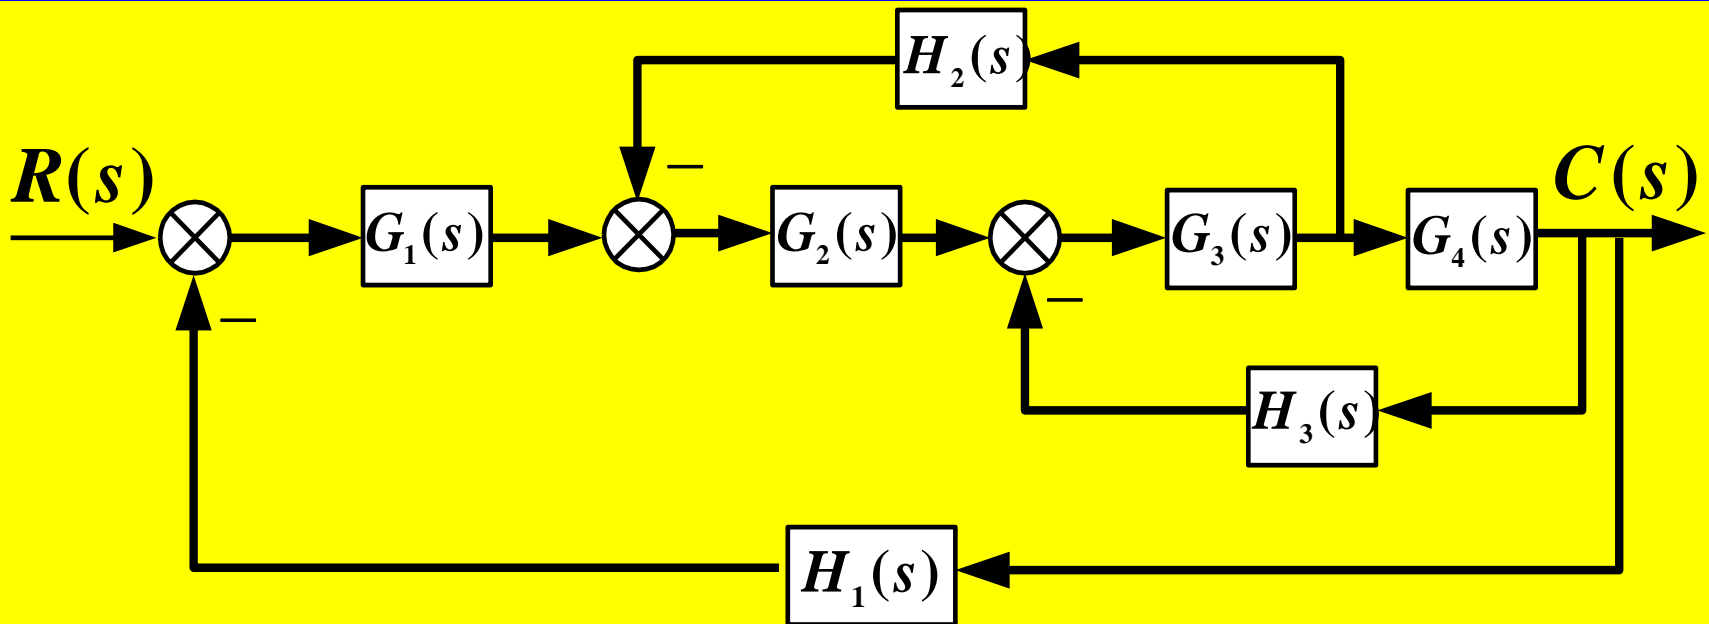 H₂(s)
R(s)
C(s)
−
G₁(s)
G₂(s)
G₃(s)
G₄(s)
−
−
H₃(s)
H₁(s)